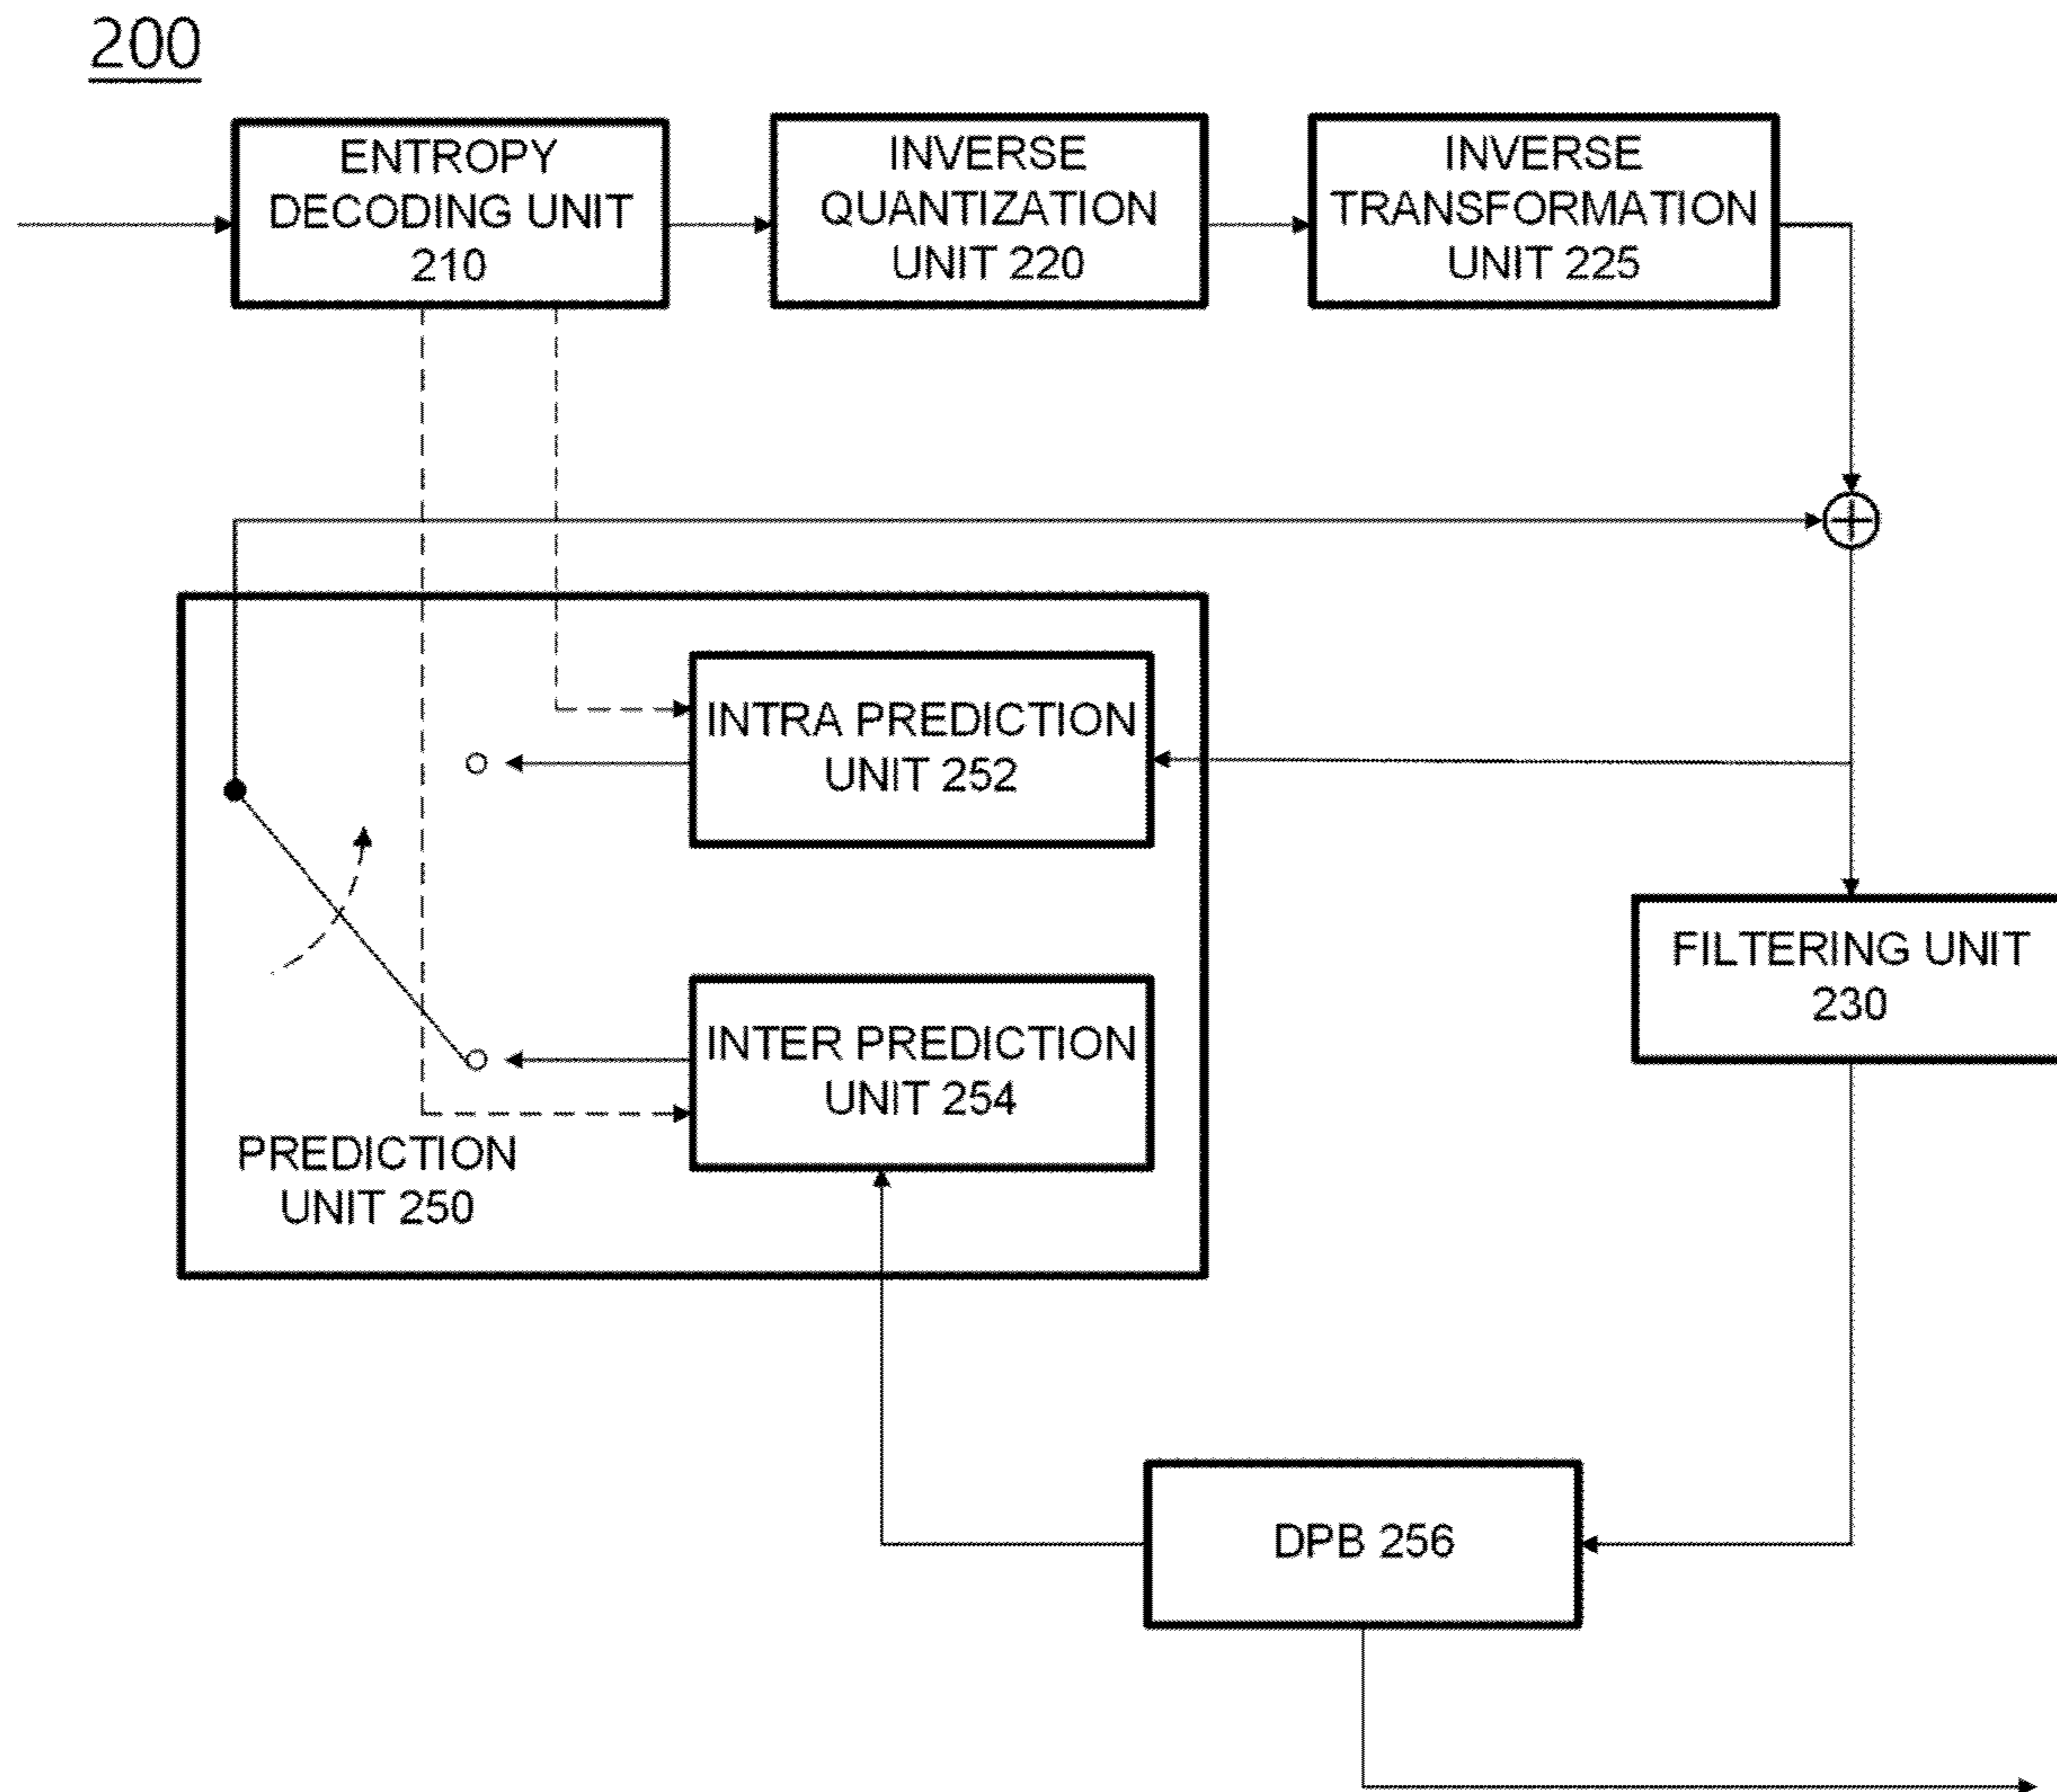 200
ENTROPY
DECODING UNIT
210
INVERSE
QUANTIZATION
UNIT 220
INVERSE
TRANSFORMATION
UNIT 225
INTRA PREDICTION
UNIT 252
FILTERING UNIT
230
INTER PREDICTION
UNIT 254
PREDICTION
UNIT 250
DPB 256